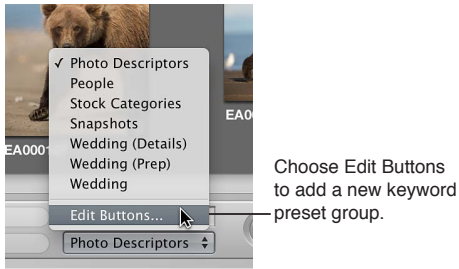 ✓ Photo Descriptors
People
Stock Categories
Snapshots
Wedding (Details)
Wedding (Prep)
Wedding
Edit Buttons...
Photo Descriptors
EA0001
EA00
Choose Edit Buttons
to add a new keyword
preset group.